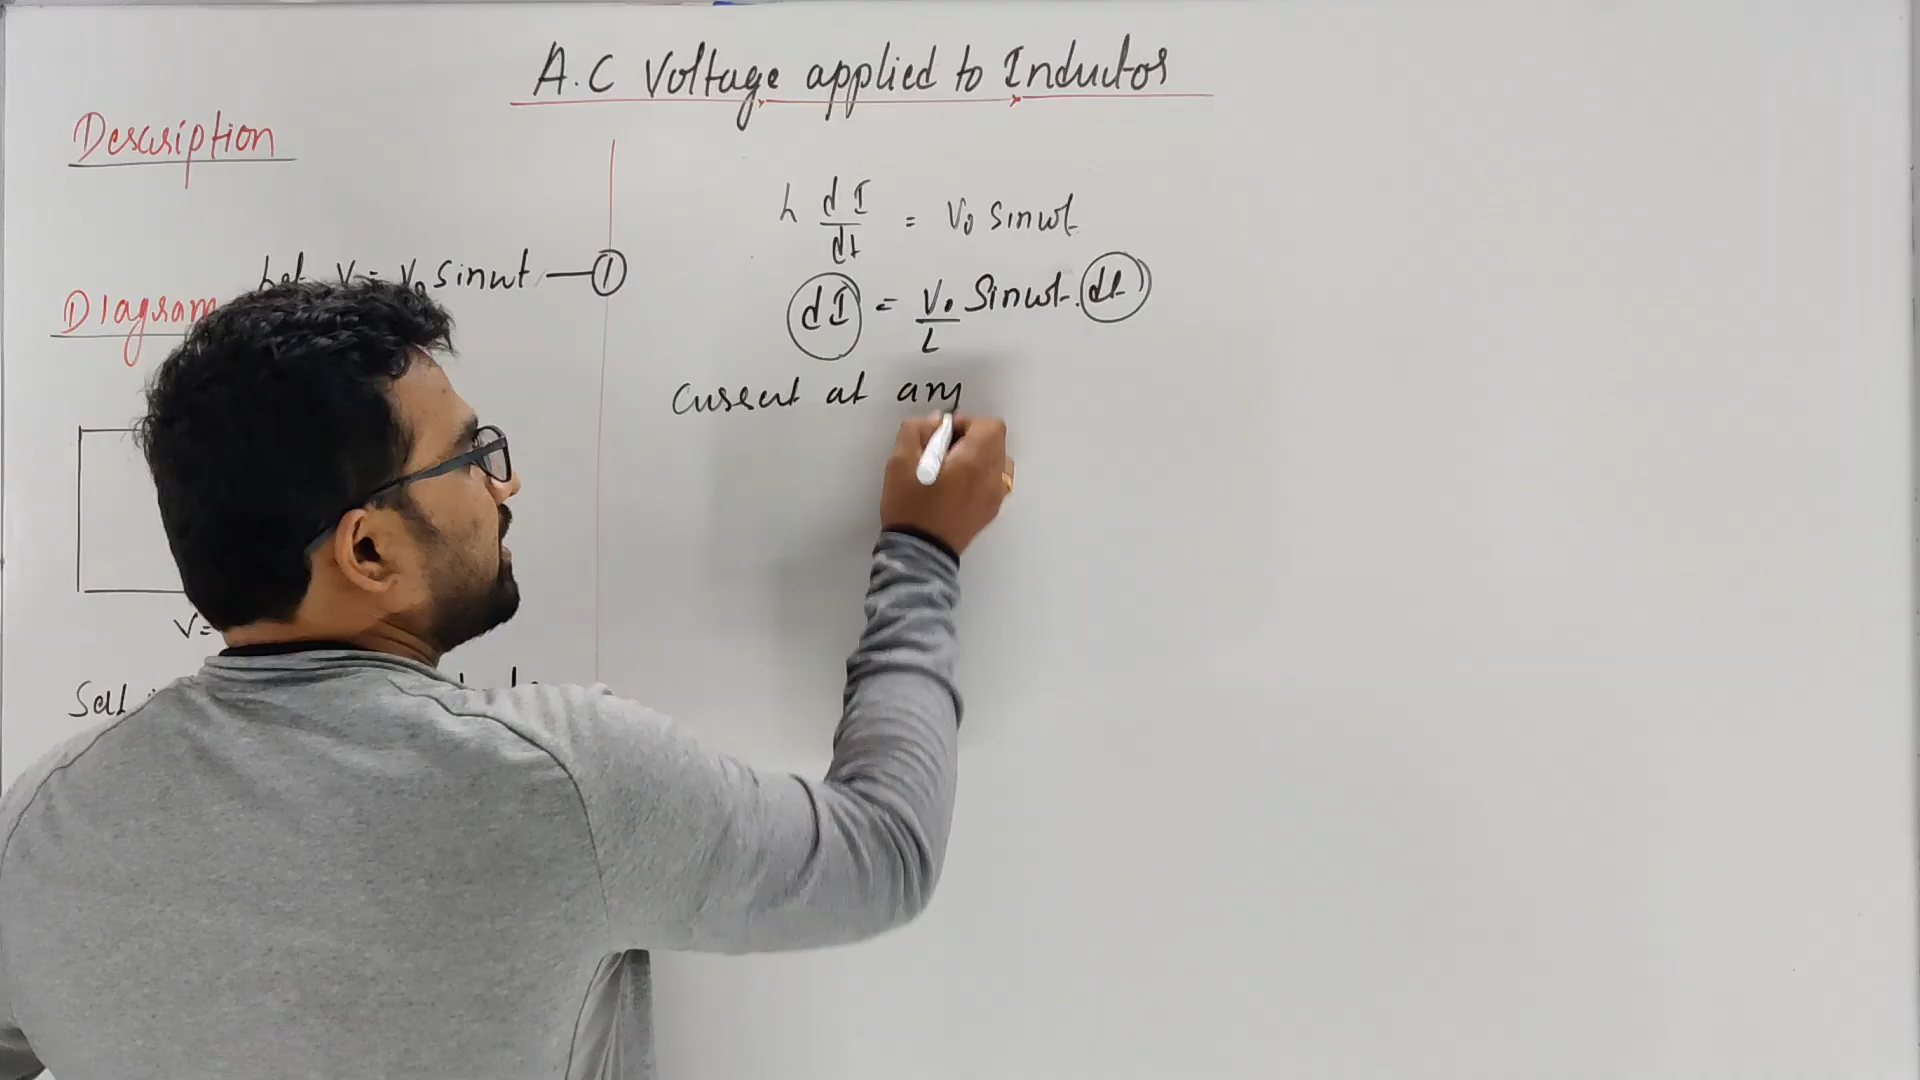 A.C Voltage applied to Inductor
Description
Let V = V₀ sinwt — ①
Diagram
V=
L dI/dt = V₀ sinwt
dI = V₀/L Sinwt . dt
Current at any